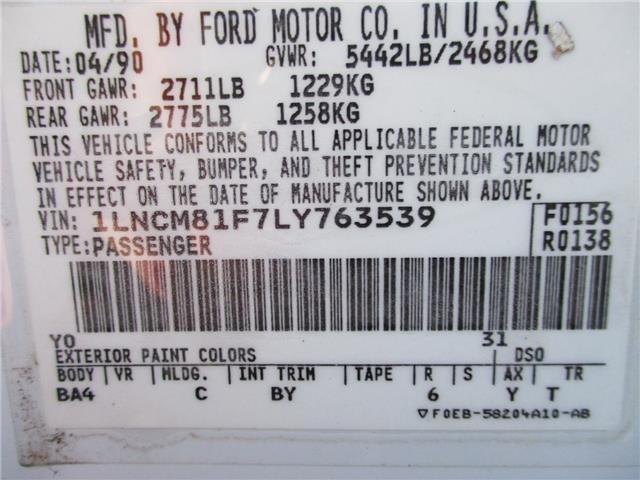 MFD. BY FORD MOTOR CO. IN U.S.A.
DATE: 04/90 GVWR: 5442LB/2468KG
FRONT GAWR: 2711LB 1229KG
REAR GAWR: 2775LB 1258KG
THIS VEHICLE CONFORMS TO ALL APPLICABLE FEDERAL MOTOR
VEHICLE SAFETY, BUMPER, AND THEFT PREVENTION STANDARDS
IN EFFECT ON THE DATE OF MANUFACTURE SHOWN ABOVE.
VIN: 1LNCM81F7LY763539 F0156
TYPE: PASSENGER R0138
YO 31
EXTERIOR PAINT COLORS DSO
BODY VR MLDG. INT TRIM TAPE R S AX TR
BA4 C BY 6 Y T
▽F0EB-58204A10-AB